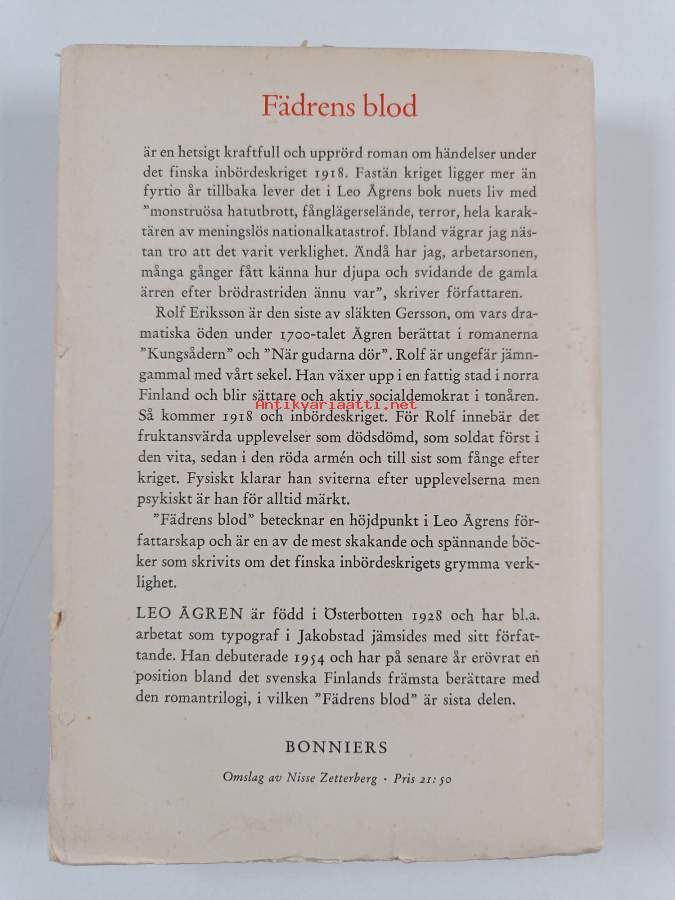 Fädrens blod
är en hetsigt kraftfull och upprörd roman om händelser under
det finska inbördeskriget 1918. Fastän kriget ligger mer än
fyrtio år tillbaka lever det i Leo Ågrens bok nuets liv med
”monstruösa hatutbrott, fånglägerselände, terror, hela karak-
tären av meningslös nationalkatastrof. Ibland vägrar jag näs-
tan tro att det varit verklighet. Ändå har jag, arbetarsonen,
många gånger fått känna hur djupa och svidande de gamla
ärren efter brödrastriden ännu var”, skriver författaren.
Rolf Eriksson är den siste av släkten Gersson, om vars dra-
matiska öden under 1700-talet Ågren berättat i romanerna
”Kungsådern” och ”När gudarna dör”. Rolf är ungefär jämn-
gammal med vårt sekel. Han växer upp i en fattig stad i norra
Finland och blir sättare och aktiv socialdemokrat i tonåren.
Antikvariaatti.net
Så kommer 1918 och inbördeskriget. För Rolf innebär det
fruktansvärda upplevelser som dödsdömd, som soldat först i
den vita, sedan i den röda armén och till sist som fånge efter
kriget. Fysiskt klarar han sviterna efter upplevelserna men
psykiskt är han för alltid märkt.
”Fädrens blod” betecknar en höjdpunkt i Leo Ågrens för-
fattarskap och är en av de mest skakande och spännande böc-
ker som skrivits om det finska inbördeskrigets grymma verk-
lighet.
LEO ÅGREN är född i Österbotten 1928 och har bl.a.
arbetat som typograf i Jakobstad jämsides med sitt förfat-
tande. Han debuterade 1954 och har på senare år erövrat en
position bland det svenska Finlands främsta berättare med
den romantrilogi, i vilken ”Fädrens blod” är sista delen.
BONNIERS
Omslag av Nisse Zetterberg · Pris 21: 50